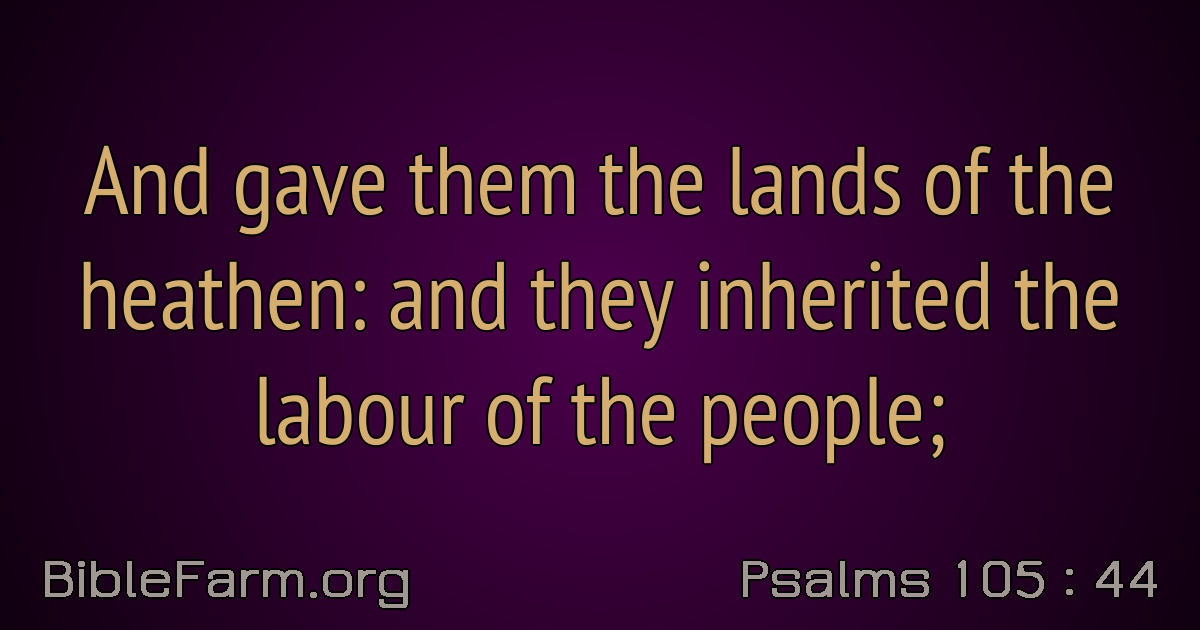 And gave them the lands of the
heathen: and they inherited the
labour of the people;
BibleFarm.org
Psalms 105 : 44